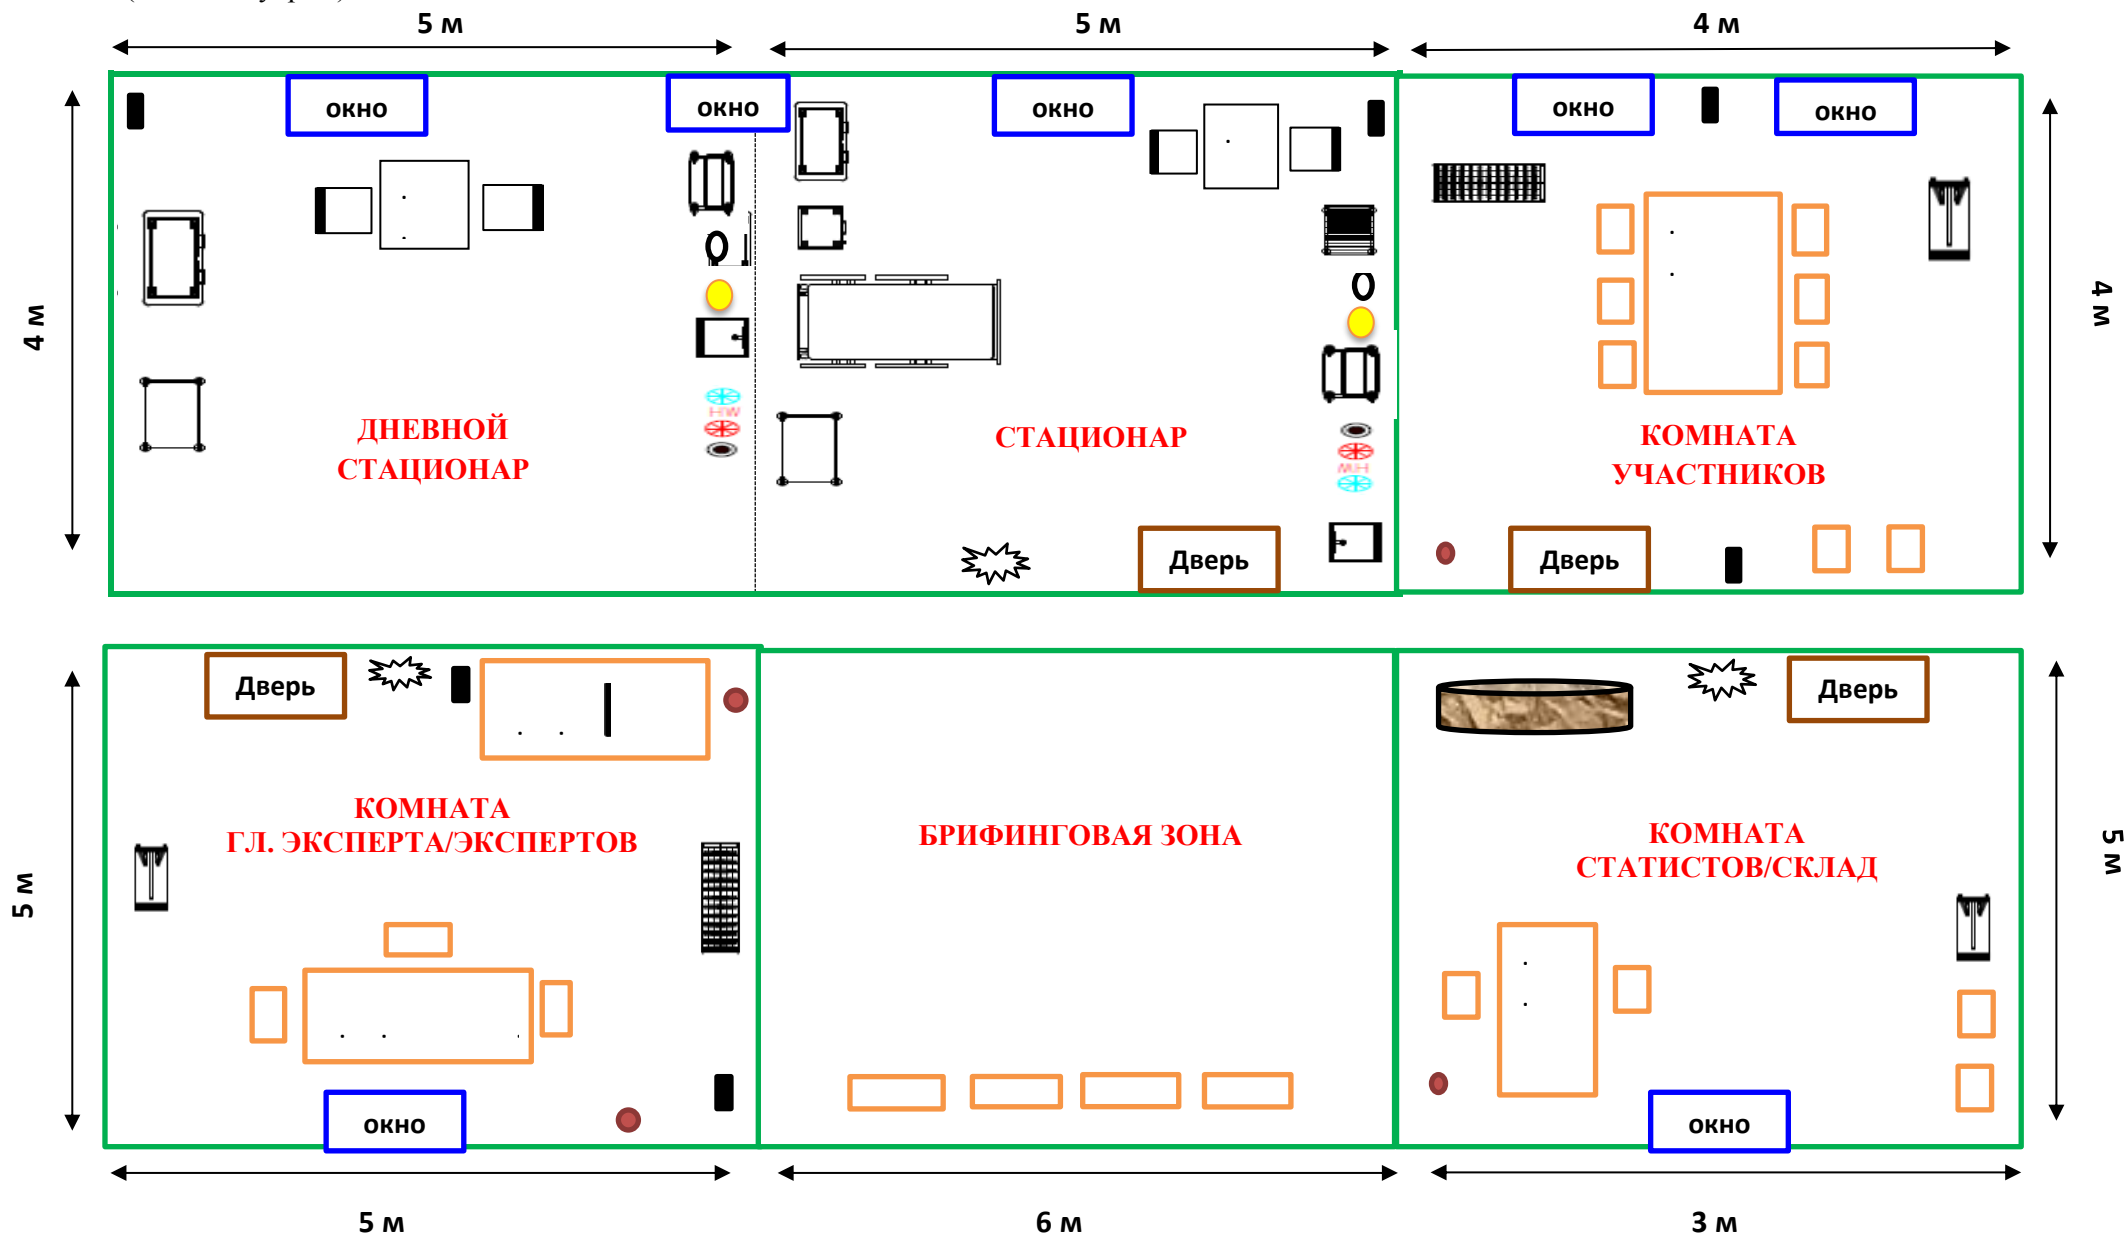 5 м
5 м
4 м
окно
окно
окно
окно
окно
4 м
4 м
HW
ДНЕВНОЙ
СТАЦИОНАР
СТАЦИОНАР
КОМНАТА
УЧАСТНИКОВ
Дверь
Дверь
Дверь
Дверь
КОМНАТА
ГЛ. ЭКСПЕРТА/ЭКСПЕРТОВ
БРИФИНГОВАЯ ЗОНА
КОМНАТА
СТАТИСТОВ/СКЛАД
5 м
5 м
окно
окно
5 м
6 м
3 м